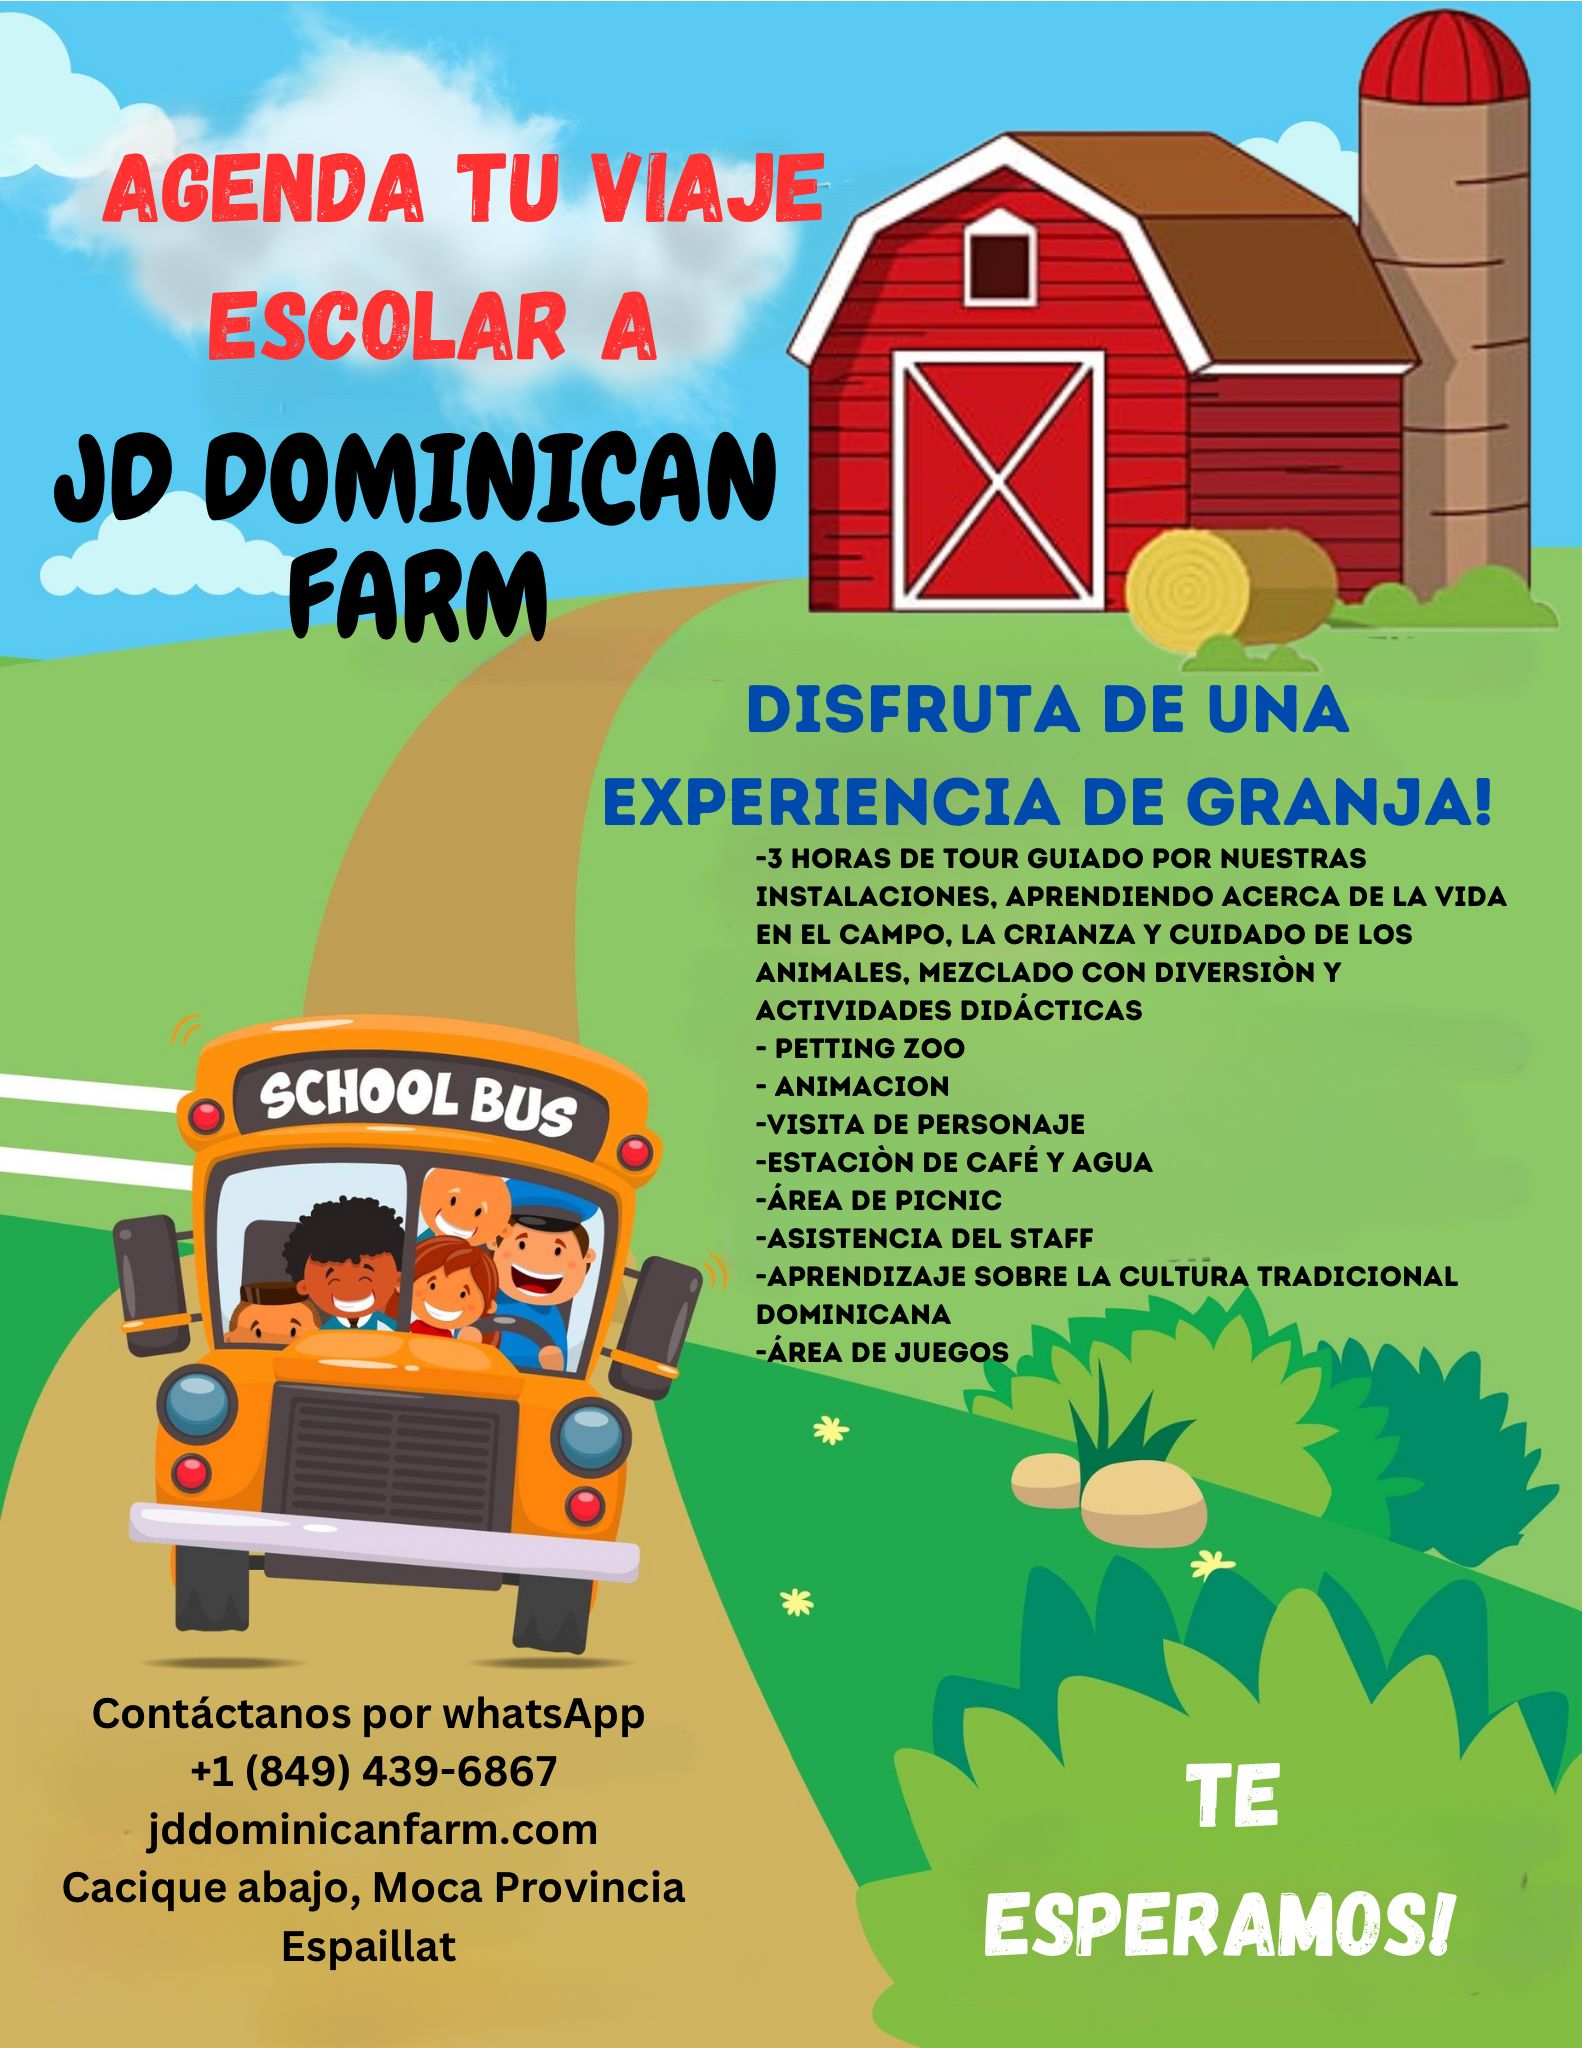 AGENDA TU VIAJE
ESCOLAR A
JD DOMINICAN
FARM
DISFRUTA DE UNA
EXPERIENCIA DE GRANJA!
-3 HORAS DE TOUR GUIADO POR NUESTRAS
INSTALACIONES, APRENDIENDO ACERCA DE LA VIDA
EN EL CAMPO, LA CRIANZA Y CUIDADO DE LOS
ANIMALES, MEZCLADO CON DIVERSIÒN Y
ACTIVIDADES DIDÁCTICAS
- PETTING ZOO
- ANIMACION
-VISITA DE PERSONAJE
-ESTACIÒN DE CAFÉ Y AGUA
-ÁREA DE PICNIC
-ASISTENCIA DEL STAFF
-APRENDIZAJE SOBRE LA CULTURA TRADICIONAL
DOMINICANA
-ÁREA DE JUEGOS
SCHOOL BUS
Contáctanos por whatsApp
+1 (849) 439-6867
jddominicanfarm.com
Cacique abajo, Moca Provincia
Espaillat
TE
ESPERAMOS!